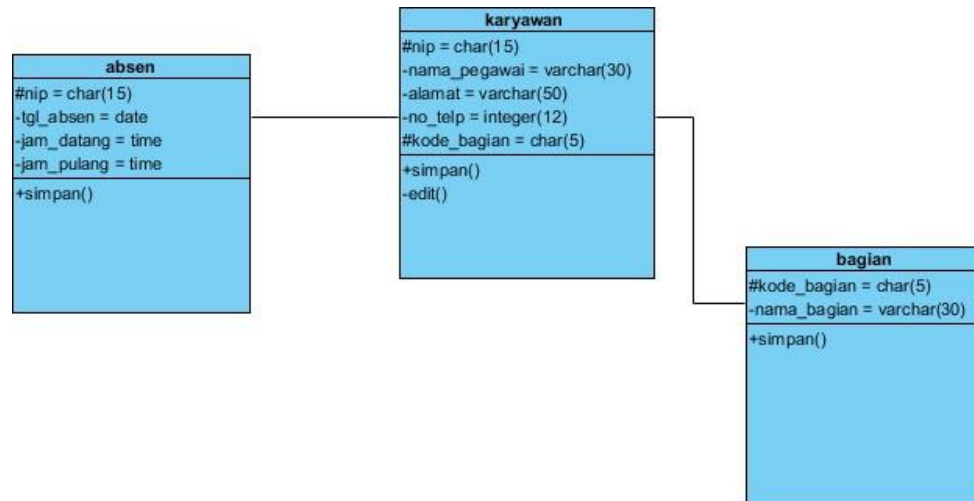 absen
#nip = char(15)
-tgl_absen = date
-jam_datang = time
-jam_pulang = time
+simpan()
karyawan
#nip = char(15)
-nama_pegawai = varchar(30)
-alamat = varchar(50)
-no_telp = integer(12)
#kode_bagian = char(5)
+simpan()
-edit()
bagian
#kode_bagian = char(5)
-nama_bagian = varchar(30)
+simpan()